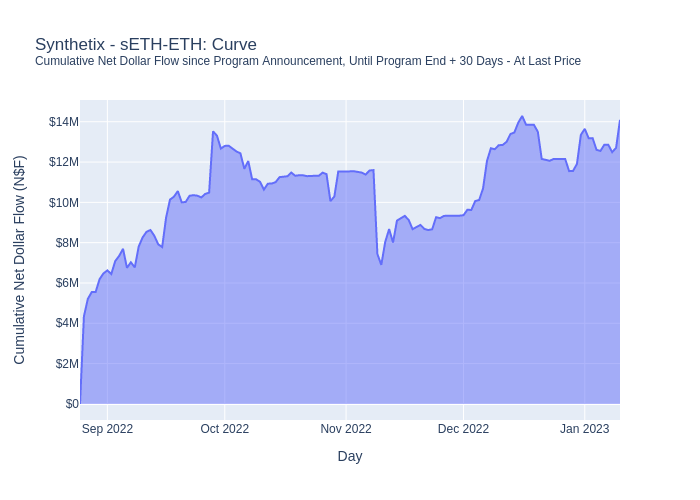 Synthetix - sETH-ETH: Curve
Cumulative Net Dollar Flow since Program Announcement, Until Program End + 30 Days - At Last Price
Cumulative Net Dollar Flow (N$F)
$14M
$12M
$10M
$8M
$6M
$4M
$2M
$0
Sep 2022
Oct 2022
Nov 2022
Dec 2022
Jan 2023
Day